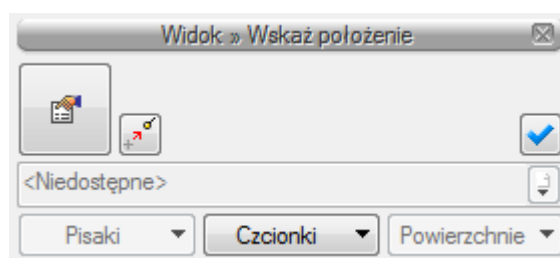 Widok » Wskaż położenie
<Niedostępne>
Pisaki Czcionki Powierzchnie